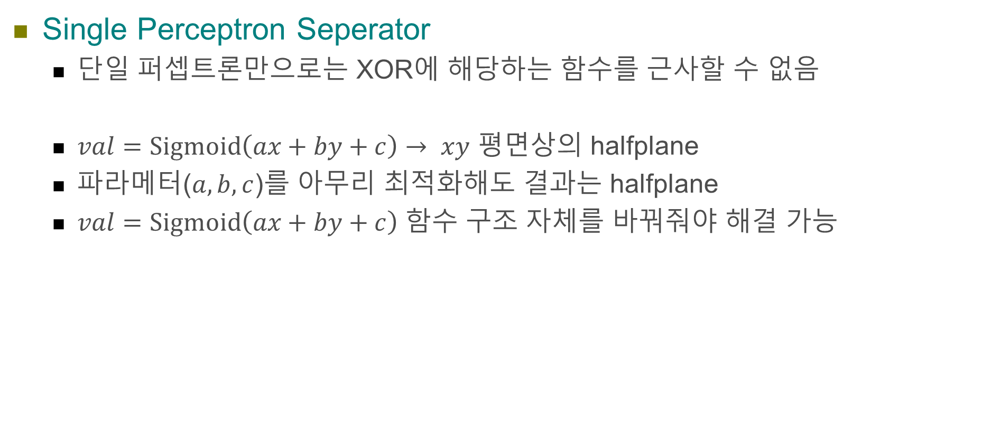 Single Perceptron Seperator
단일 퍼셉트론만으로는 XOR에 해당하는 함수를 근사할 수 없음
val = Sigmoid(ax + by + c) → xy 평면상의 halfplane
파라메터(a, b, c)를 아무리 최적화해도 결과는 halfplane
val = Sigmoid(ax + by + c) 함수 구조 자체를 바꿔줘야 해결 가능